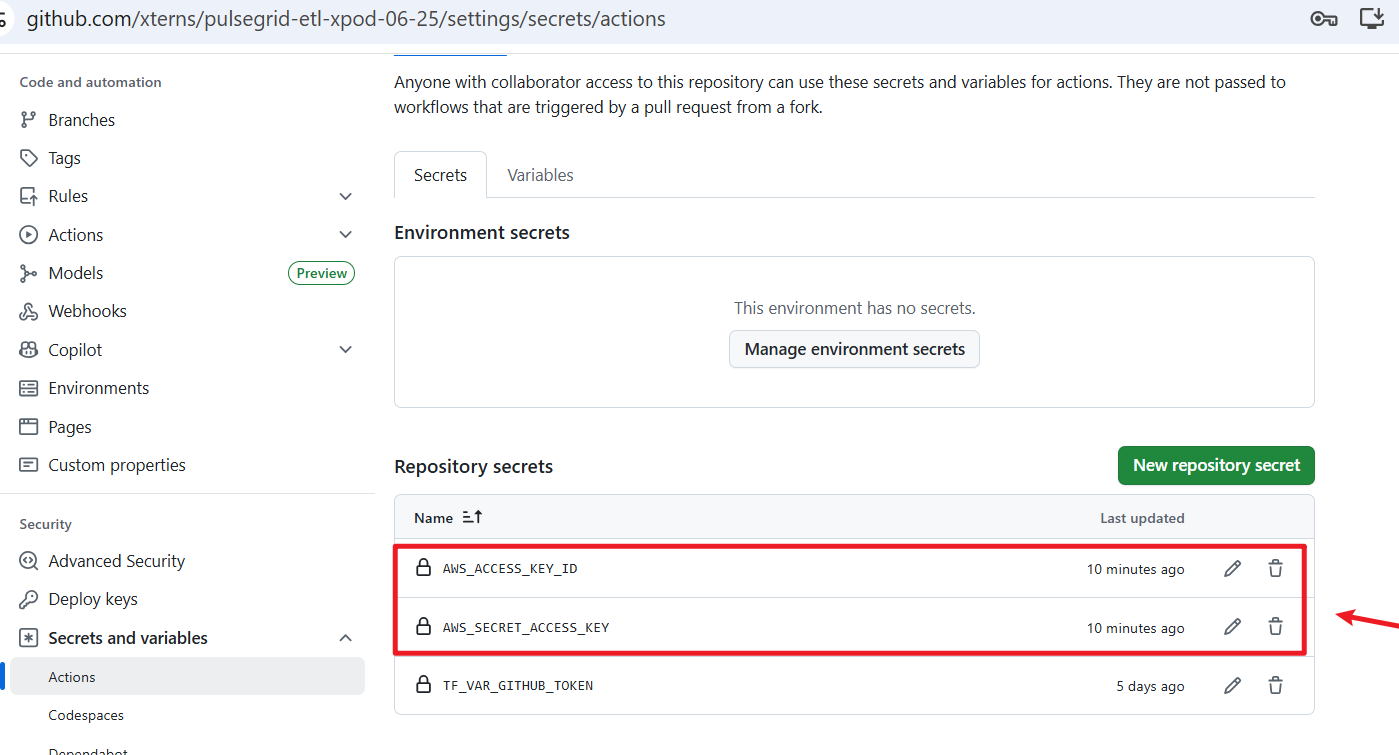 github.com/xterns/pulsegrid-etl-xpod-06-25/settings/secrets/actions
Code and automation
Branches
Tags
Rules
Actions
Models
Preview
Webhooks
Copilot
Environments
Pages
Custom properties
Security
Advanced Security
Deploy keys
Secrets and variables
Actions
Codespaces
Dependabot
Anyone with collaborator access to this repository can use these secrets and variables for actions. They are not passed to
workflows that are triggered by a pull request from a fork.
Secrets
Variables
Environment secrets
This environment has no secrets.
Manage environment secrets
Repository secrets
New repository secret
Name
Last updated
AWS_ACCESS_KEY_ID
10 minutes ago
AWS_SECRET_ACCESS_KEY
10 minutes ago
TF_VAR_GITHUB_TOKEN
5 days ago